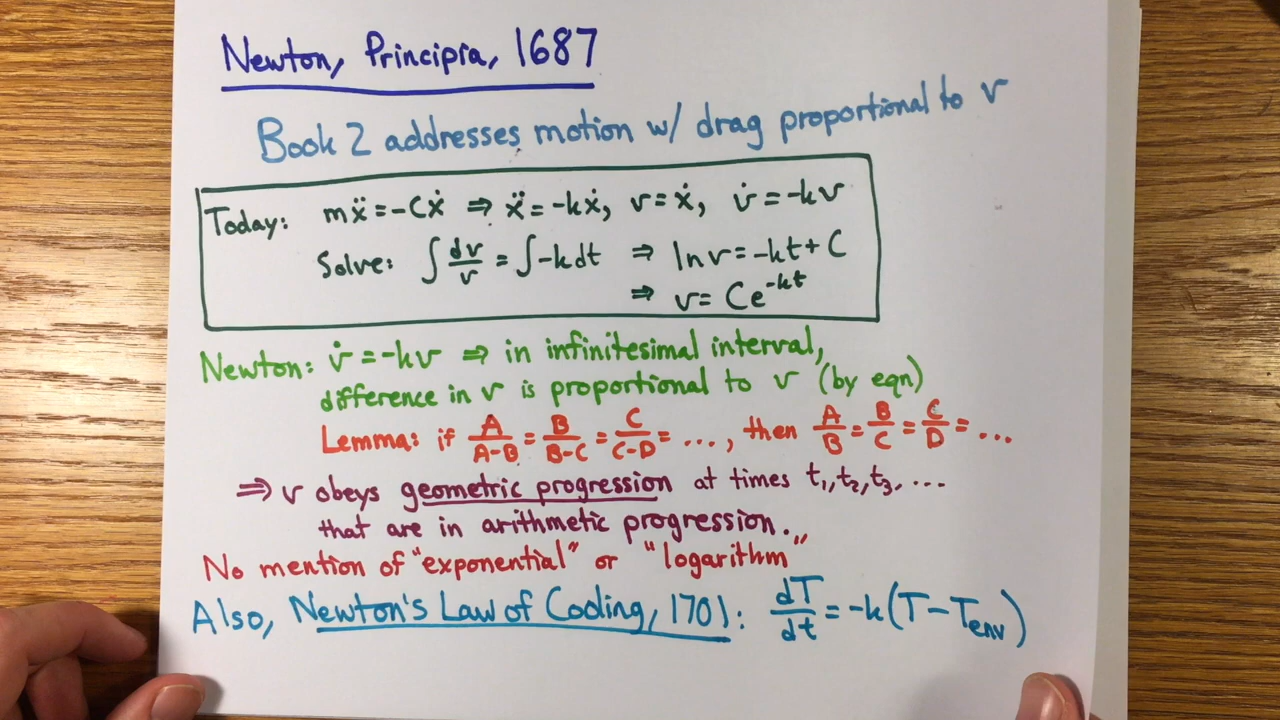 Newton, Principia, 1687
Book 2 addresses motion w/ drag proportional to v
Today: mẍ = -Cẋ ⇒ ẍ = -kẋ, v = ẋ, v̇ = -kv
Solve: ∫ dv/v = ∫ -k dt ⇒ ln v = -kt + C
⇒ v = Ce^{-kt}
Newton: v̇ = -kv ⇒ in infinitesimal interval,
difference in v is proportional to v (by eqn)
Lemma: if A/(A-B) = B/(B-C) = C/(C-D) = ..., then A/B = B/C = C/D = ...
⇒ v obeys geometric progression at times t₁, t₂, t₃, ...
that are in arithmetic progression.
No mention of "exponential" or "logarithm"
Also, Newton's Law of Cooling, 1701: dT/dt = -k(T - T_env)